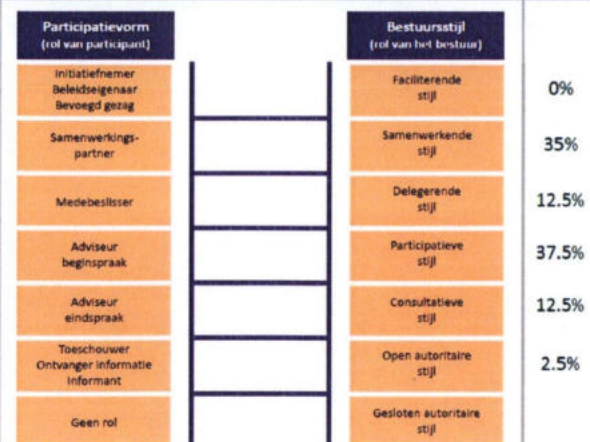 Participatievorm
(rol van participant)
Bestuursstijl
(rol van het bestuur)
Initiatiefnemer
Beleidseigenaar
Bevoegd gezag
Faciliterende
stijl
0%
Samenwerkings-
partner
Samenwerkende
stijl
35%
Medebeslisser
Delegerende
stijl
12.5%
Adviseur
beginspraak
Participatieve
stijl
37.5%
Adviseur
eindspraak
Consultatieve
stijl
12.5%
Toeschouwer
Ontvanger informatie
Informant
Open autoritaire
stijl
2.5%
Geen rol
Gesloten autoritaire
stijl